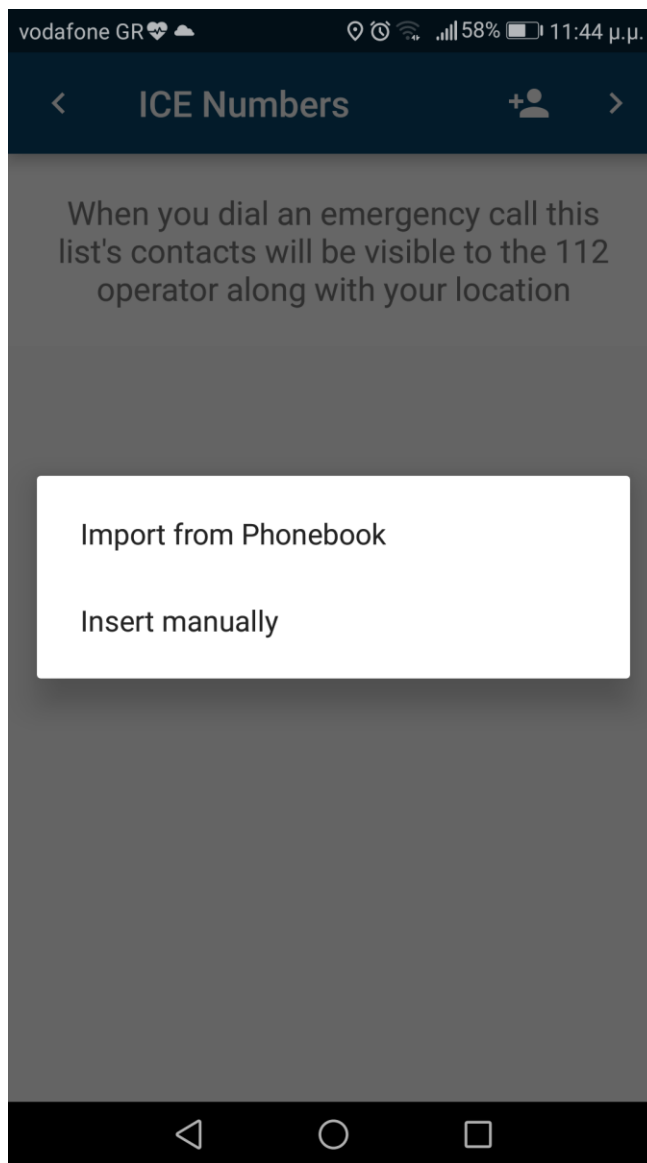 vodafone GR 58% 11:44 μ.μ.
ICE Numbers
When you dial an emergency call this
list's contacts will be visible to the 112
operator along with your location
Import from Phonebook
Insert manually